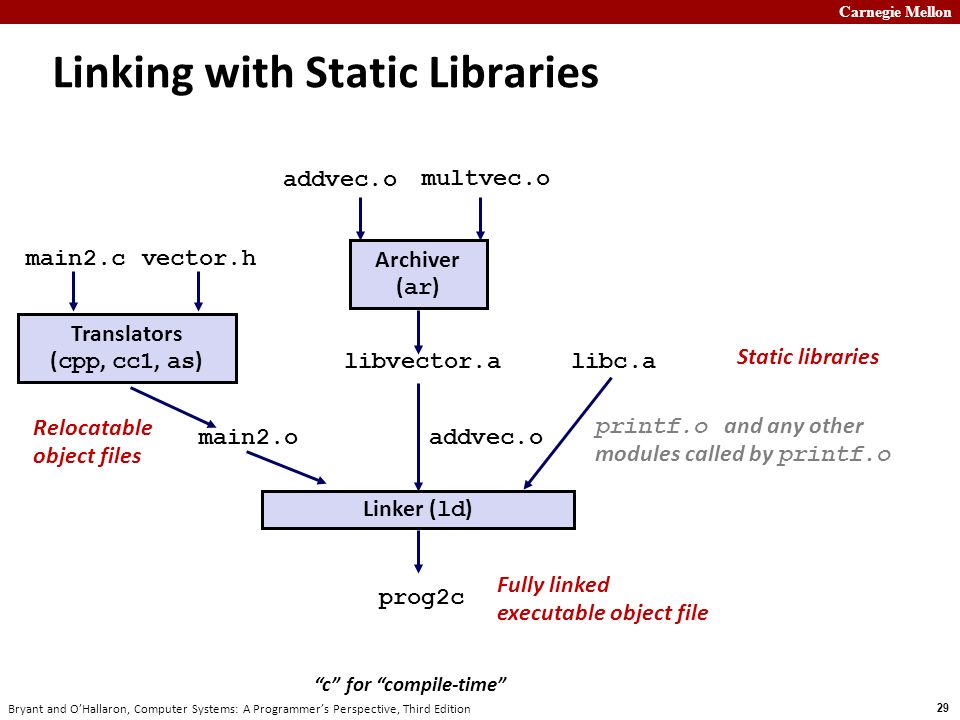 Carnegie Mellon
Linking with Static Libraries
addvec.o multvec.o
main2.c vector.h
Archiver
(ar)
Translators
(cpp, cc1, as)
libvector.a libc.a
Static libraries
Relocatable
object files
main2.o addvec.o
printf.o and any other
modules called by printf.o
Linker (ld)
prog2c
Fully linked
executable object file
“c” for “compile-time”
Bryant and O’Hallaron, Computer Systems: A Programmer’s Perspective, Third Edition
29